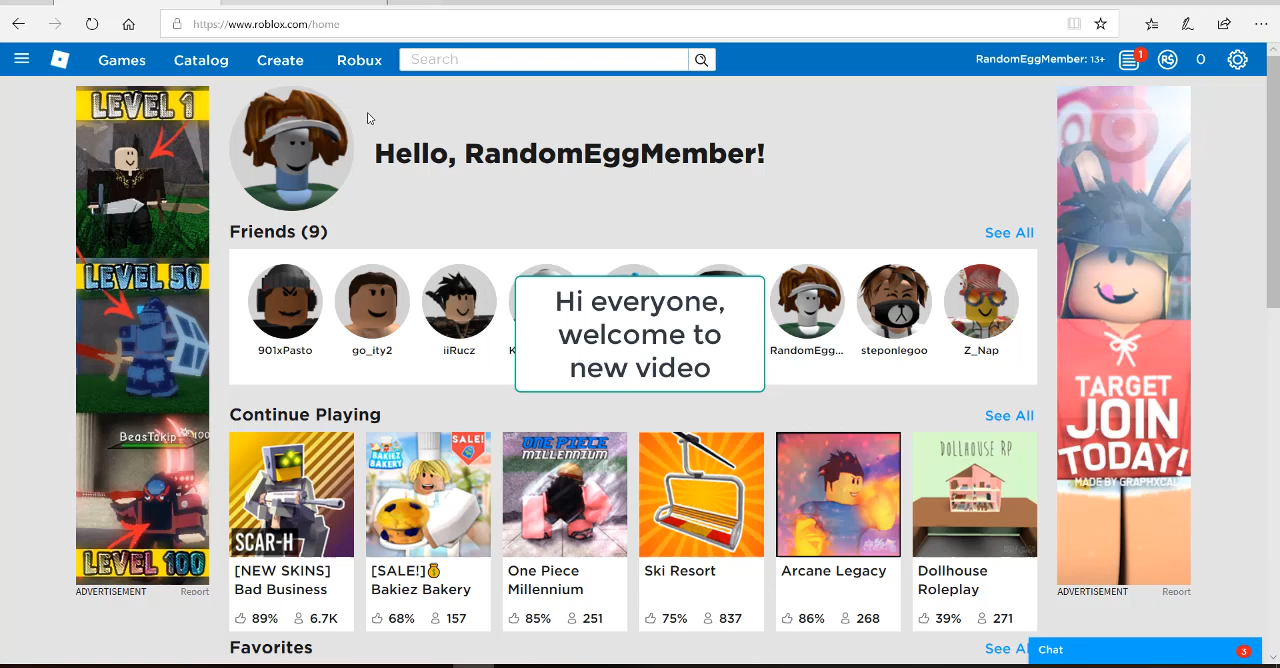 https://www.roblox.com/home
Games Catalog Create Robux Search RandomEggMember: 13+ 1 R$ 0
LEVEL 1
LEVEL 50
BeasTakip 100
LEVEL 100
ADVERTISEMENT Report
Hello, RandomEggMember!
Friends (9) See All
901xPasto go_ity2 iiRucz K RandomEgg... steponlegoo Z_Nap
Hi everyone,
welcome to
new video
Continue Playing See All
SCAR-H
SALE!
BAKIEZ
BAKERY
ONE PIECE
MILLENNIUM
DOLLHOUSE RP
[NEW SKINS]
Bad Business
89% 6.7K
[SALE!]💰
Bakiez Bakery
68% 157
One Piece
Millennium
85% 251
Ski Resort
75% 837
Arcane Legacy
86% 268
Dollhouse
Roleplay
39% 271
TARGET
JOIN
TODAY!
MADE BY GRAPHXCAL
ADVERTISEMENT Report
Favorites See Al
Chat 3